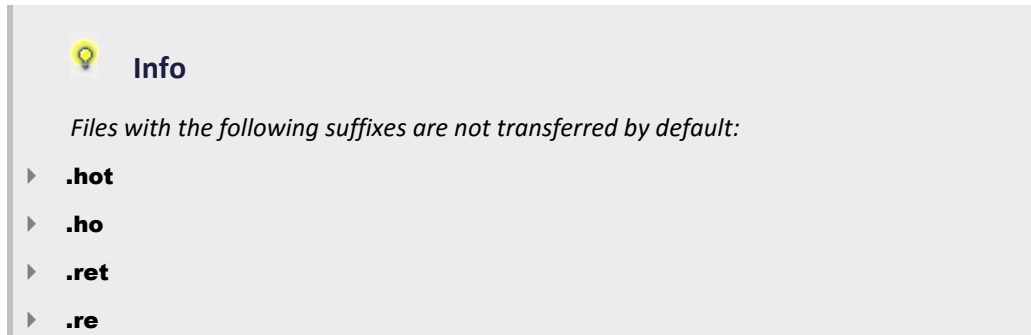 Info
Files with the following suffixes are not transferred by default:
.hot
.ho
.ret
.re